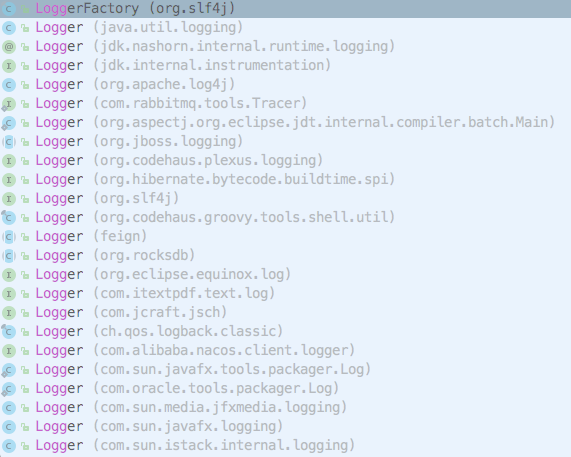 LoggerFactory (org.slf4j)
Logger (java.util.logging)
Logger (jdk.nashorn.internal.runtime.logging)
Logger (jdk.internal.instrumentation)
Logger (org.apache.log4j)
Logger (com.rabbitmq.tools.Tracer)
Logger (org.aspectj.org.eclipse.jdt.internal.compiler.batch.Main)
Logger (org.jboss.logging)
Logger (org.codehaus.plexus.logging)
Logger (org.hibernate.bytecode.buildtime.spi)
Logger (org.slf4j)
Logger (org.codehaus.groovy.tools.shell.util)
Logger (feign)
Logger (org.rocksdb)
Logger (org.eclipse.equinox.log)
Logger (com.itextpdf.text.log)
Logger (com.jcraft.jsch)
Logger (ch.qos.logback.classic)
Logger (com.alibaba.nacos.client.logger)
Logger (com.sun.javafx.tools.packager.Log)
Logger (com.oracle.tools.packager.Log)
Logger (com.sun.media.jfxmedia.logging)
Logger (com.sun.javafx.logging)
Logger (com.sun.istack.internal.logging)